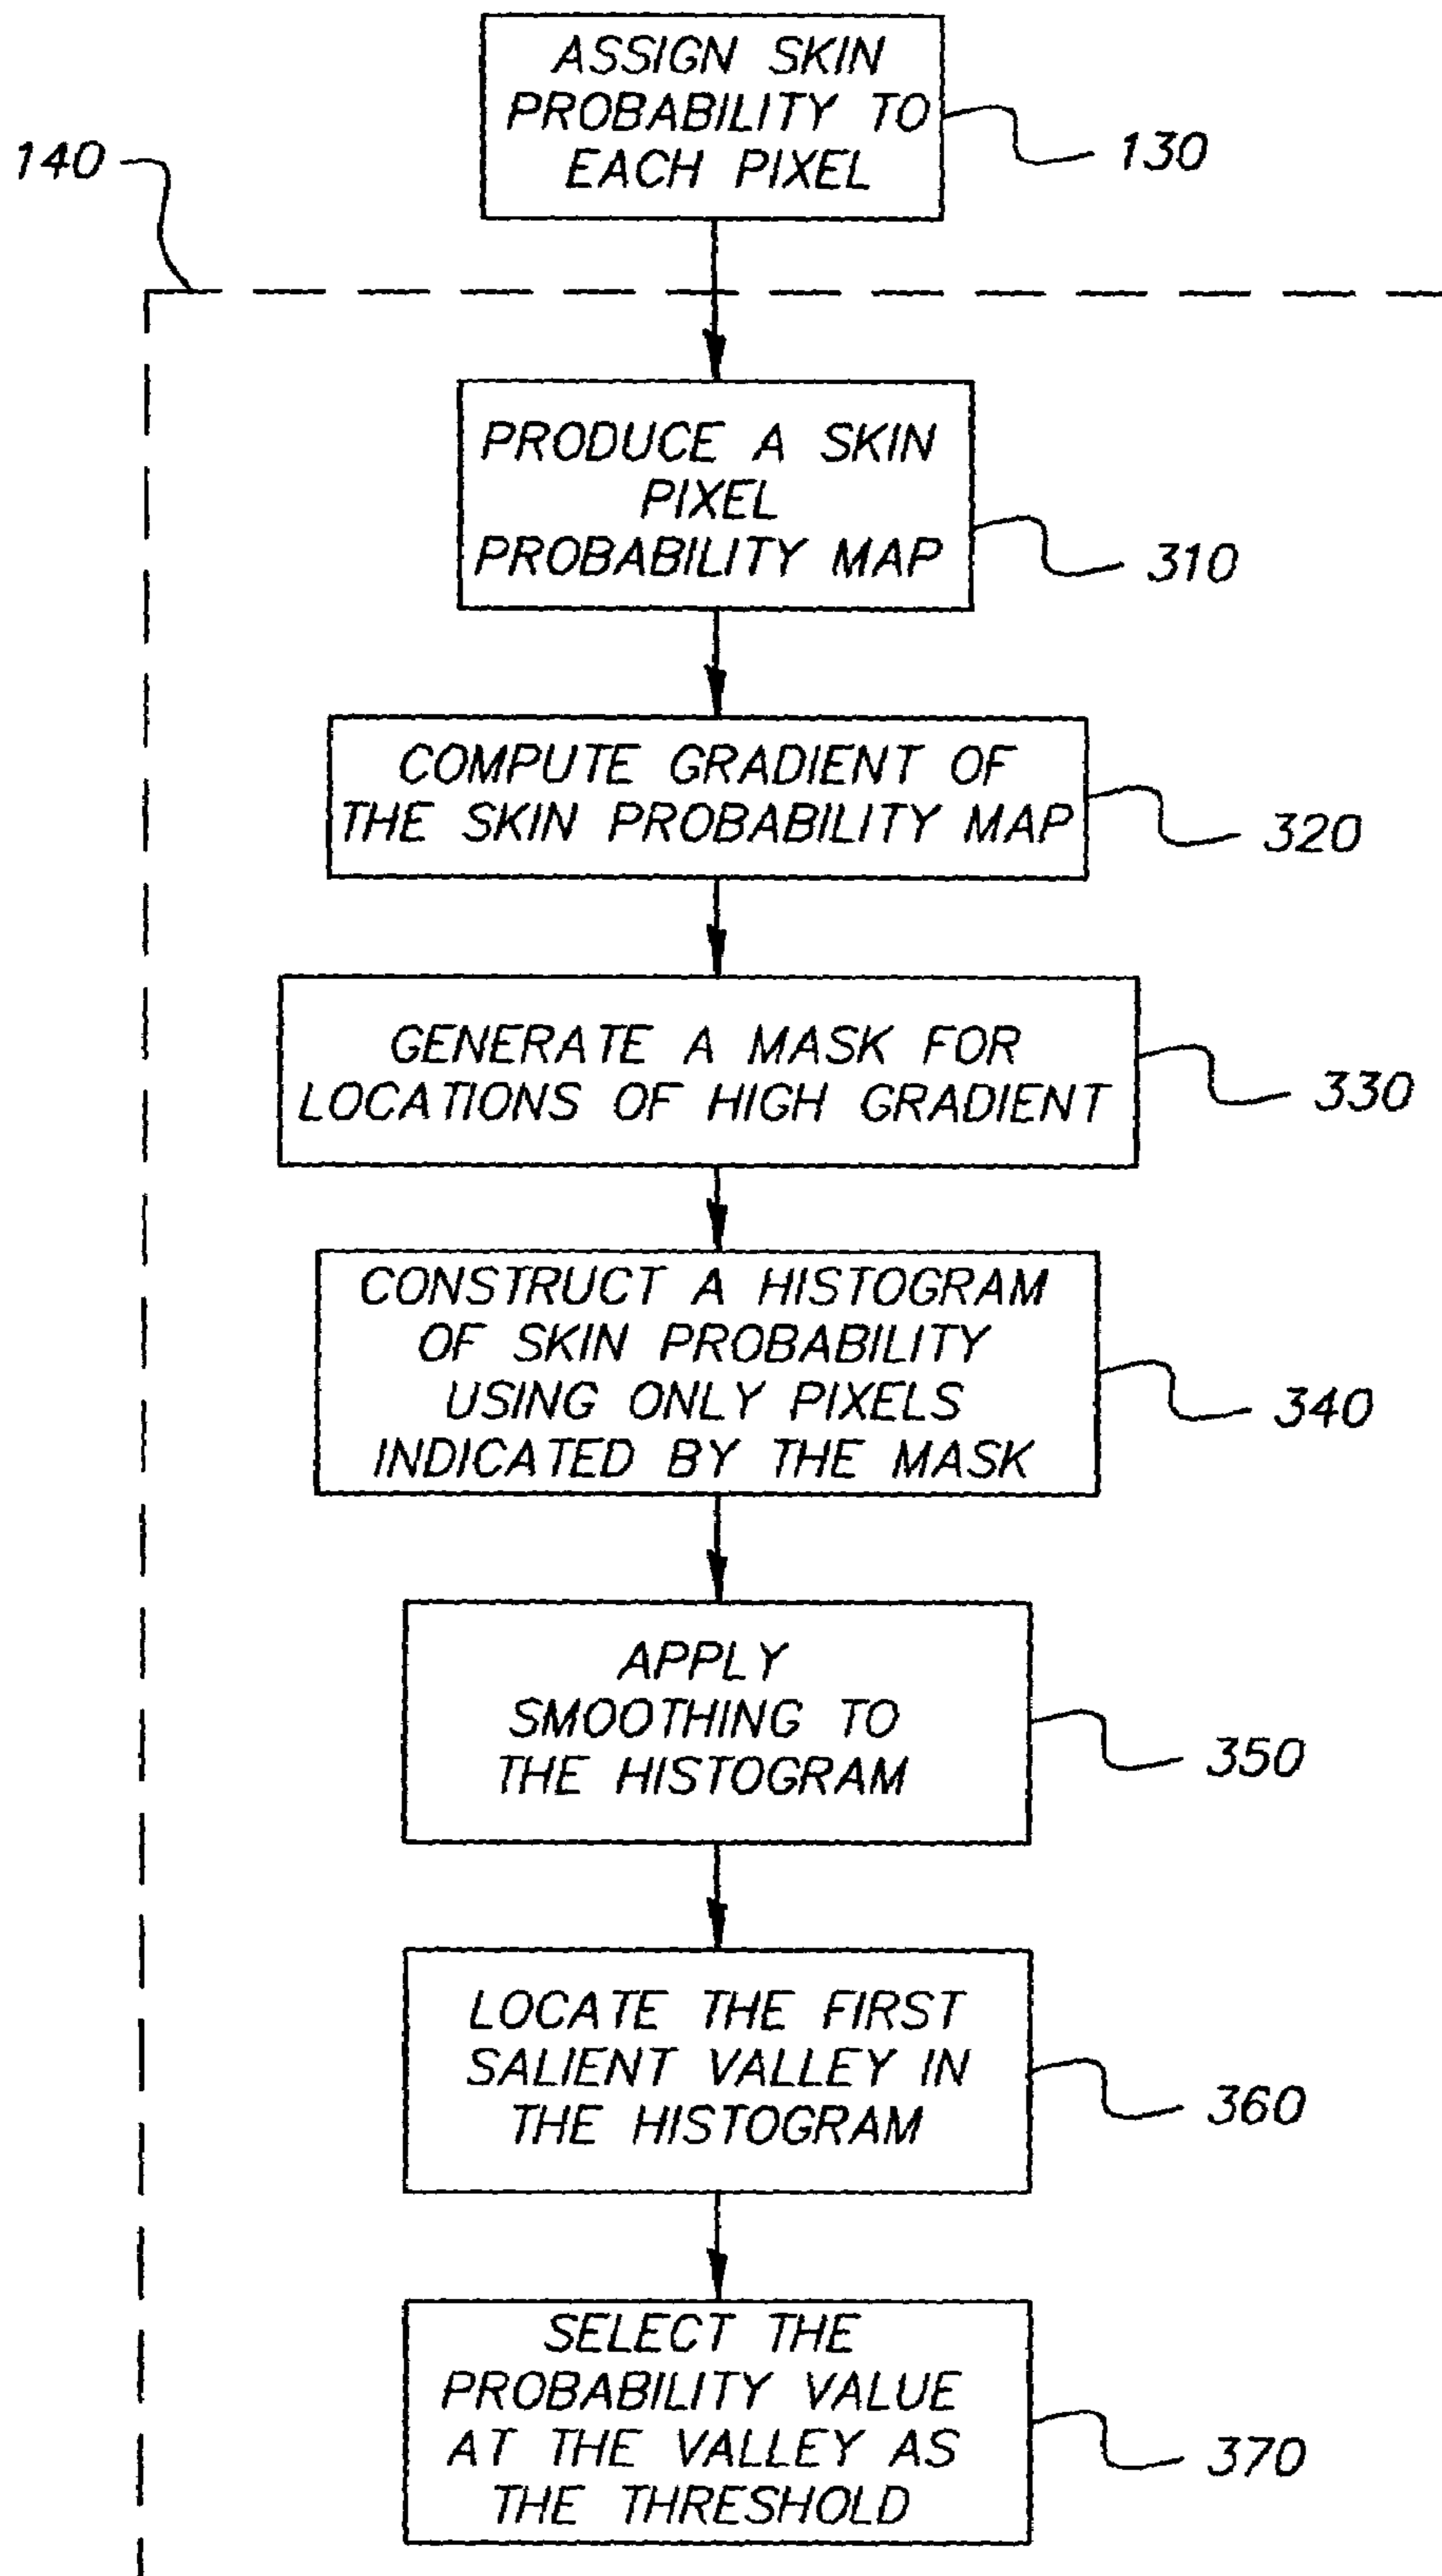 ASSIGN SKIN
PROBABILITY TO
EACH PIXEL
130
140
PRODUCE A SKIN
PIXEL
PROBABILITY MAP
310
COMPUTE GRADIENT OF
THE SKIN PROBABILITY MAP
320
GENERATE A MASK FOR
LOCATIONS OF HIGH GRADIENT
330
CONSTRUCT A HISTOGRAM
OF SKIN PROBABILITY
USING ONLY PIXELS
INDICATED BY THE MASK
340
APPLY
SMOOTHING TO
THE HISTOGRAM
350
LOCATE THE FIRST
SALIENT VALLEY IN
THE HISTOGRAM
360
SELECT THE
PROBABILITY VALUE
AT THE VALLEY AS
THE THRESHOLD
370